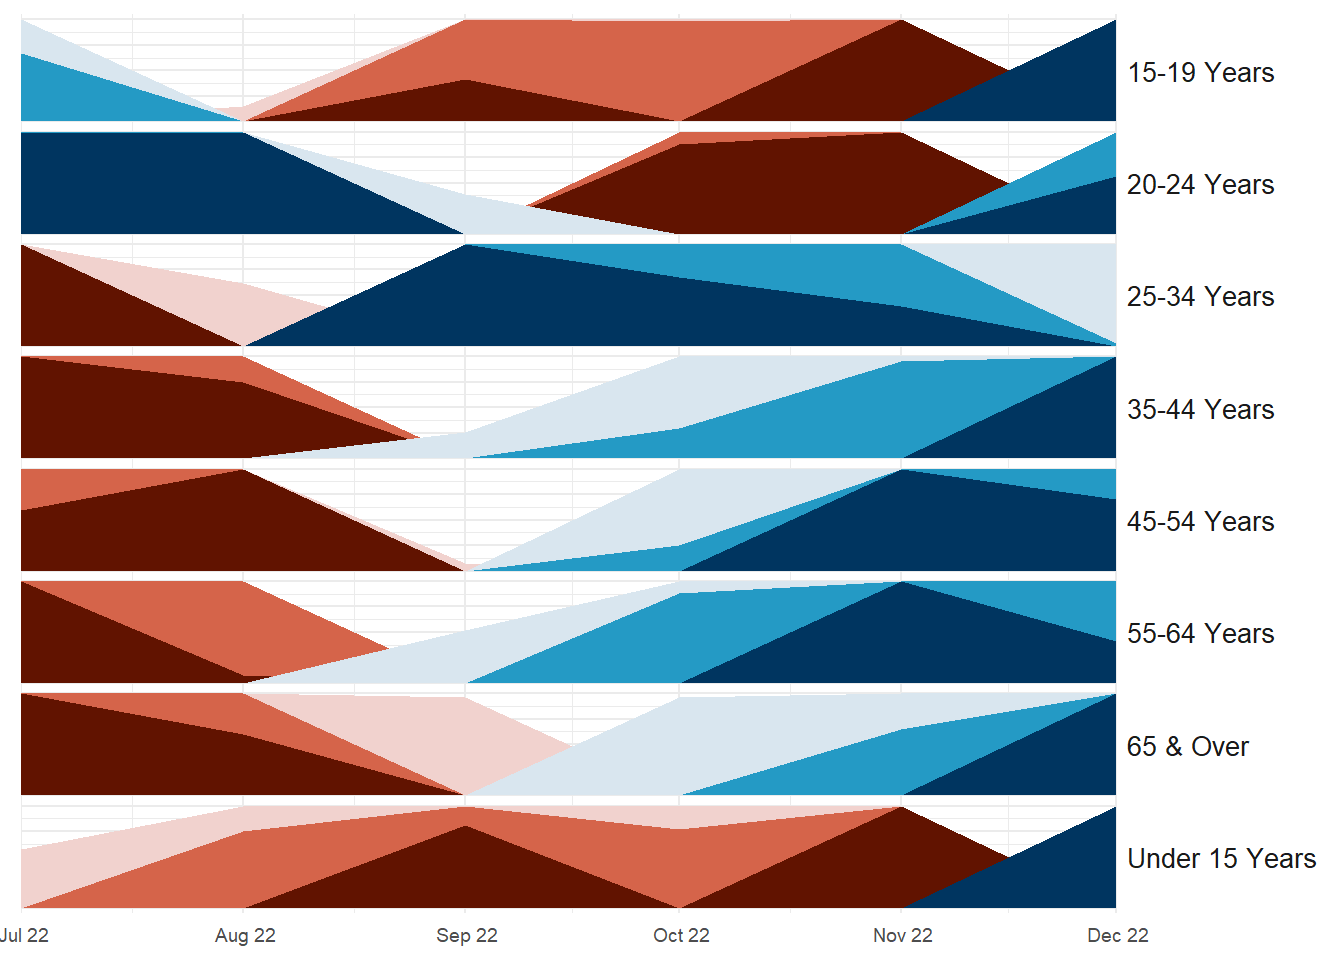 15-19 Years
20-24 Years
25-34 Years
35-44 Years
45-54 Years
55-64 Years
65 & Over
Under 15 Years
Jul 22 Aug 22 Sep 22 Oct 22 Nov 22 Dec 22